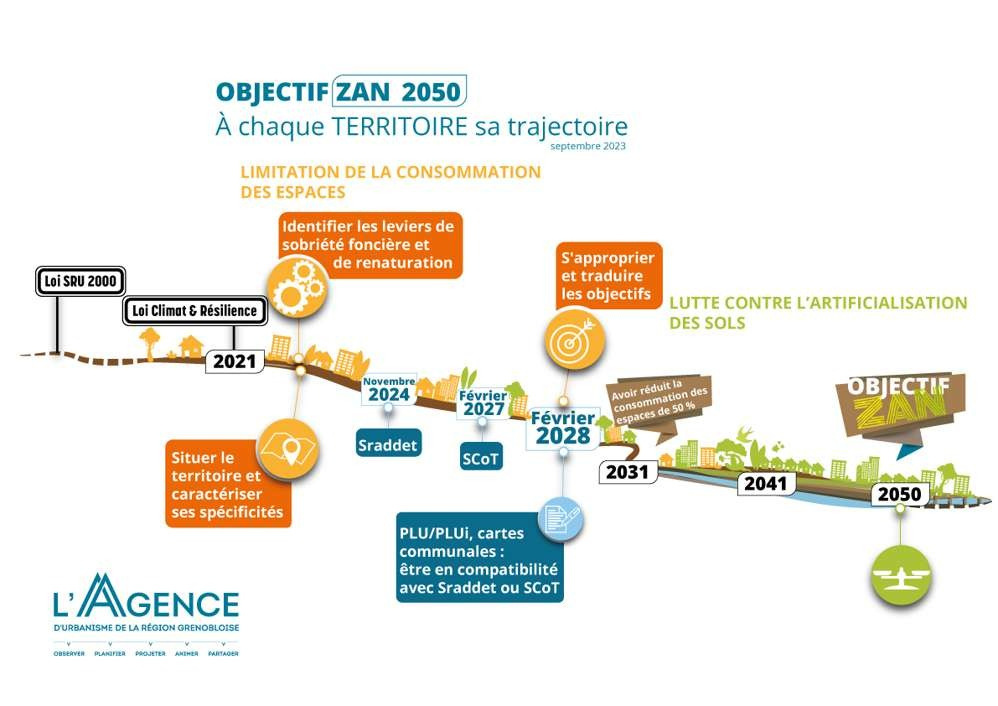 OBJECTIF ZAN 2050
À chaque TERRITOIRE sa trajectoire
septembre 2023
LIMITATION DE LA CONSOMMATION
DES ESPACES
Identifier les leviers de
sobriété foncière et
de renaturation
S'approprier
et traduire
les objectifs
LUTTE CONTRE L'ARTIFICIALISATION
DES SOLS
Loi SRU 2000
Loi Climat & Résilience
2021
Novembre
2024
Sraddet
Février
2027
SCoT
Février
2028
Avoir réduit la
consommation des
espaces de 50 %
2031
2041
OBJECTIF
ZAN
2050
Situer le
territoire et
caractériser
ses spécificités
PLU/PLUi, cartes
communales :
être en compatibilité
avec Sraddet ou SCoT
L'AGENCE
D'URBANISME DE LA RÉGION GRENOBLOISE
OBSERVER PLANIFIER PROJETER ANIMER PARTAGER